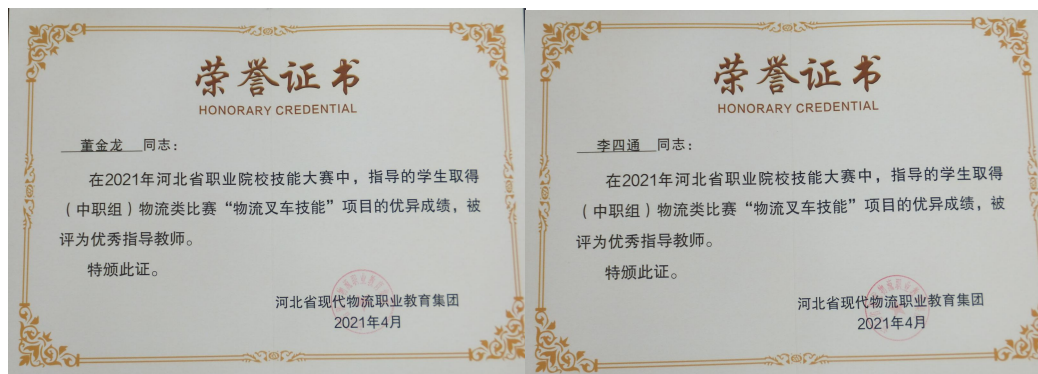 荣誉证书
HONORARY CREDENTIAL
董金龙 同志：
在2021年河北省职业院校技能大赛中，指导的学生取得
（中职组）物流类比赛“物流叉车技能”项目的优异成绩，被
评为优秀指导教师。
特颁此证。
河北省现代物流职业教育集团
2021年4月
荣誉证书
HONORARY CREDENTIAL
李四通 同志：
在2021年河北省职业院校技能大赛中，指导的学生取得
（中职组）物流类比赛“物流叉车技能”项目的优异成绩，被
评为优秀指导教师。
特颁此证。
河北省现代物流职业教育集团
2021年4月